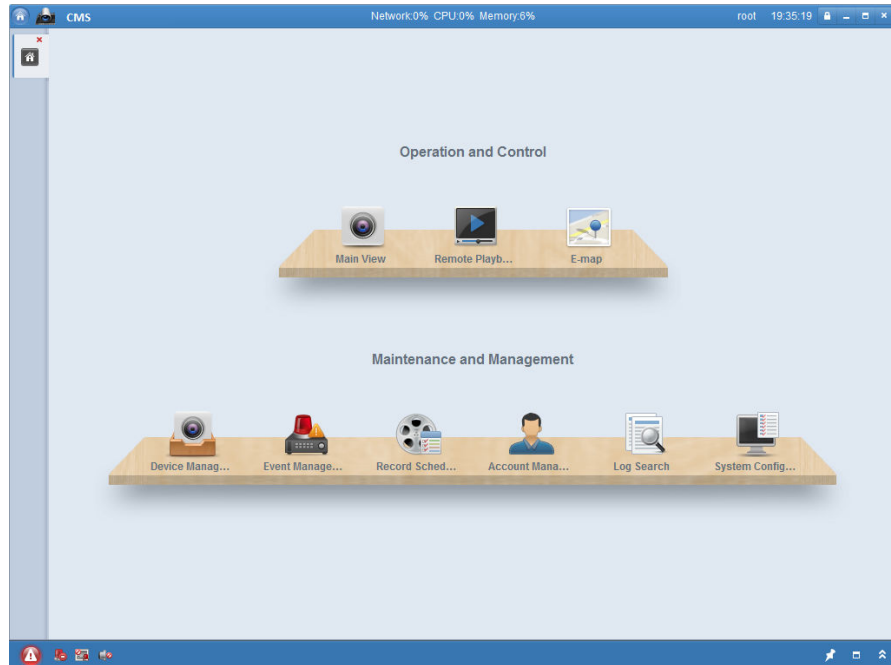 CMS Network:0% CPU:0% Memory:6% root 19:35:19
Operation and Control
Main View Remote Playb... E-map
Maintenance and Management
Device Manag... Event Manage... Record Sched... Account Mana... Log Search System Config...